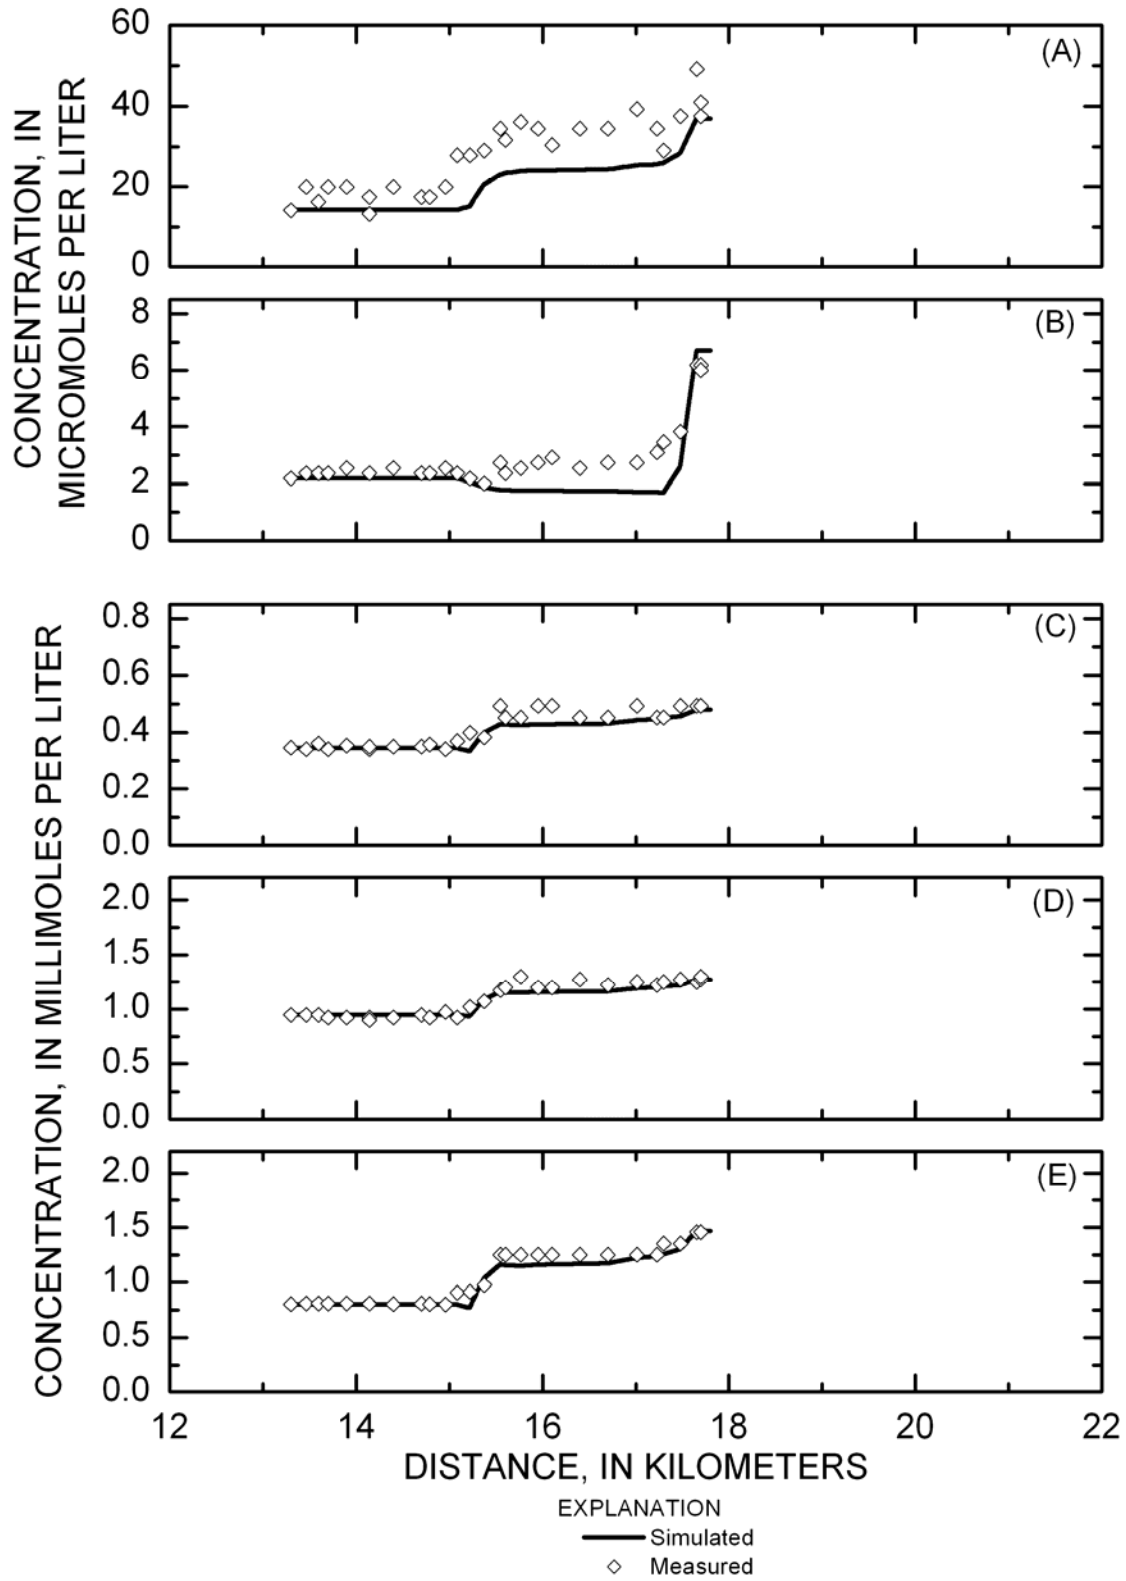 CONCENTRATION, IN
MICROMOLES PER LITER
60
40
20
0
(A)
8
6
4
2
0
(B)
CONCENTRATION, IN MILLIMOLES PER LITER
0.8
0.6
0.4
0.2
0.0
(C)
2.0
1.5
1.0
0.5
0.0
(D)
2.0
1.5
1.0
0.5
0.0
(E)
12 14 16 18 20 22
DISTANCE, IN KILOMETERS
EXPLANATION
Simulated
Measured